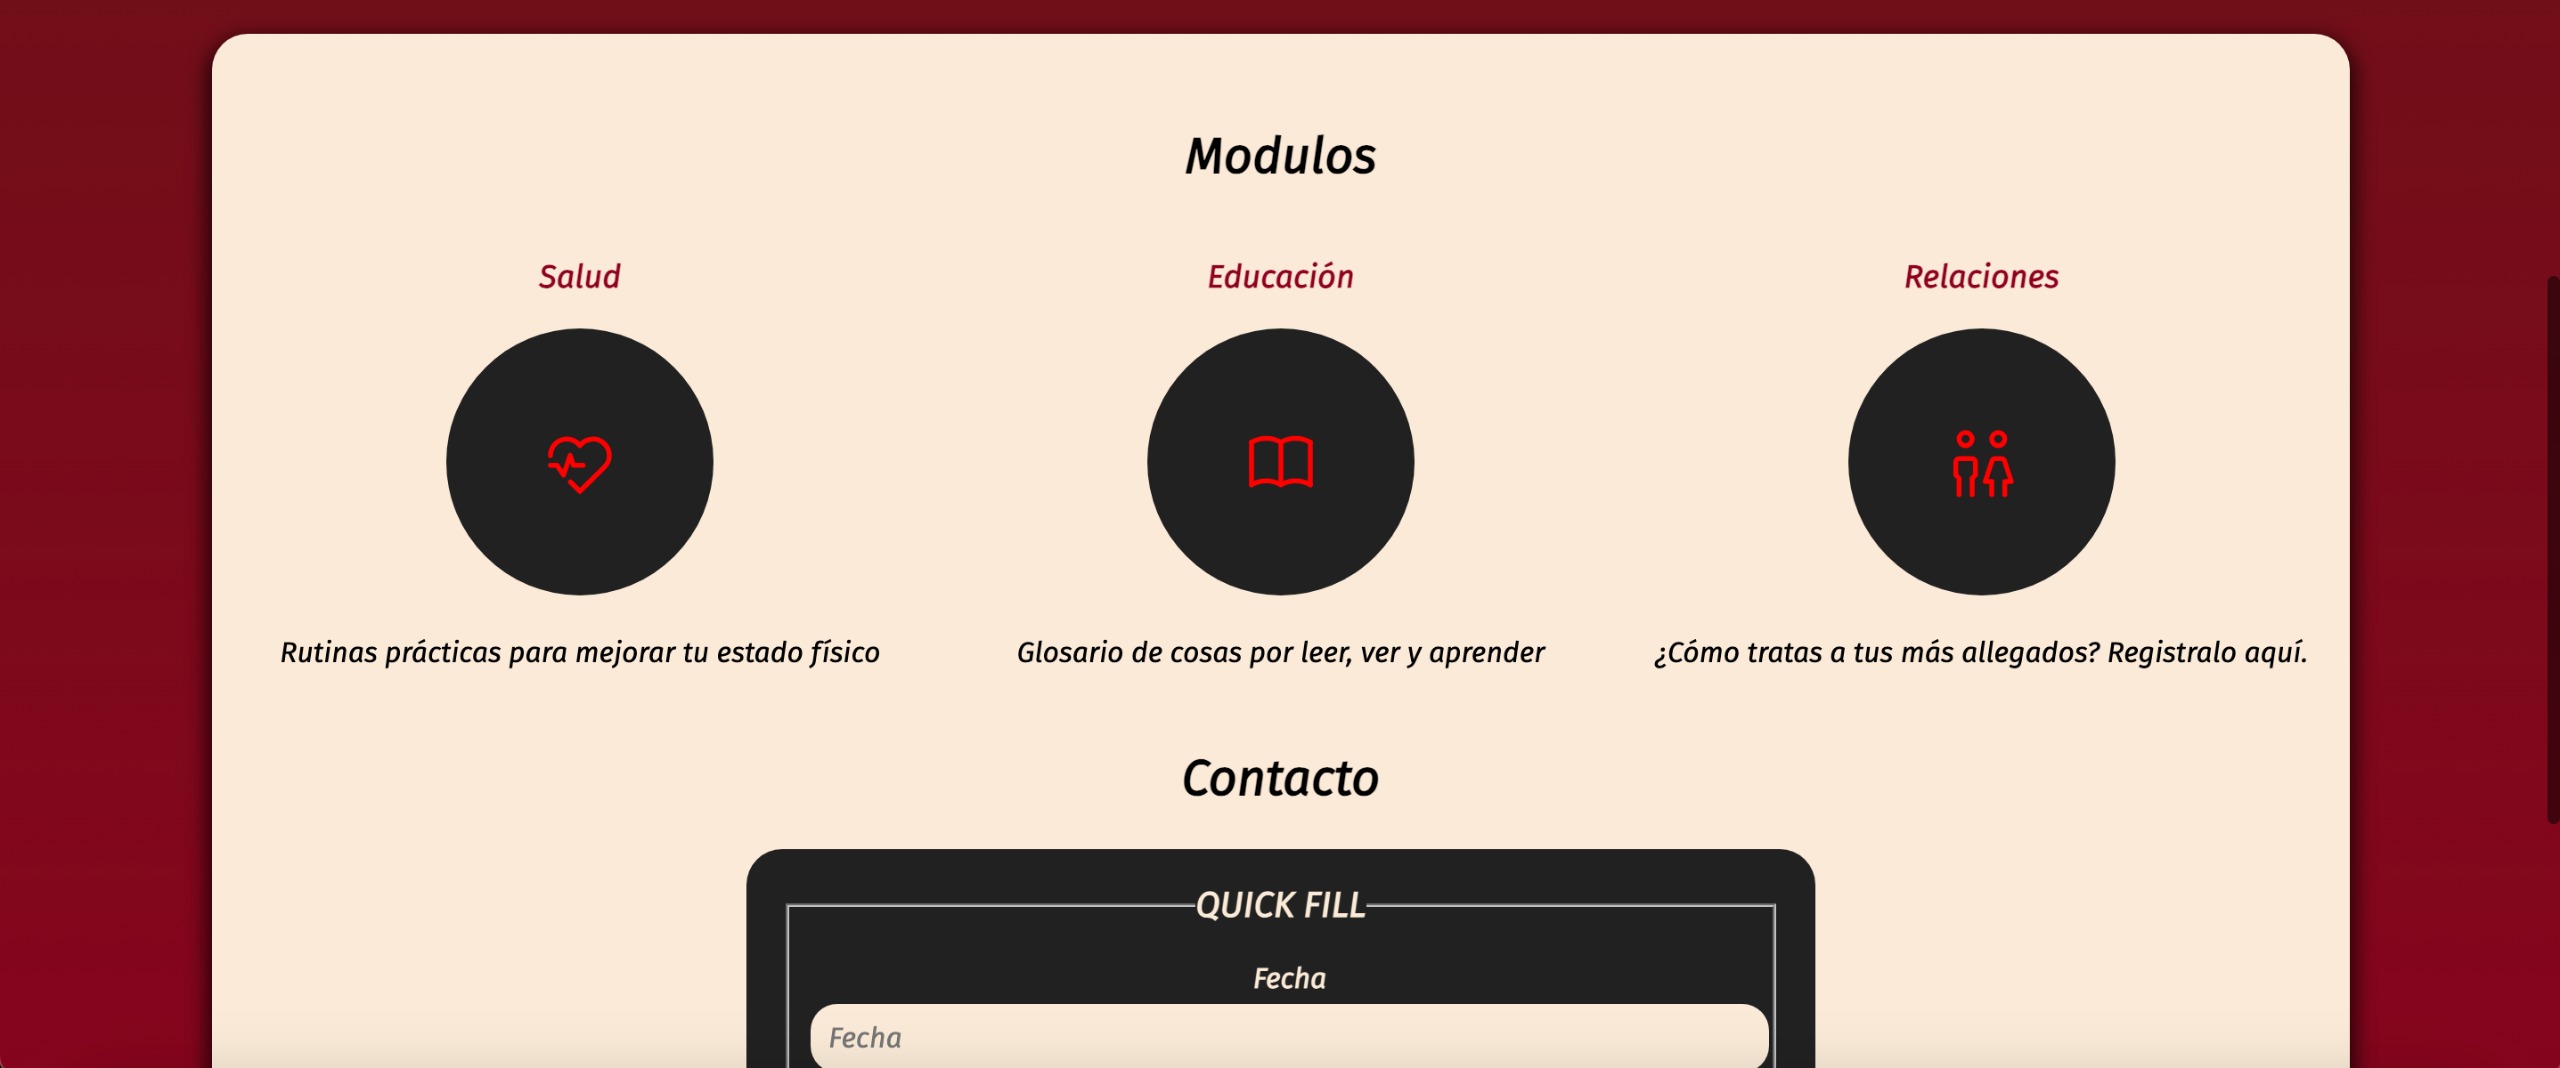 Modulos
Salud
Educación
Relaciones
Rutinas prácticas para mejorar tu estado físico
Glosario de cosas por leer, ver y aprender
¿Cómo tratas a tus más allegados? Registralo aquí.
Contacto
QUICK FILL
Fecha
Fecha